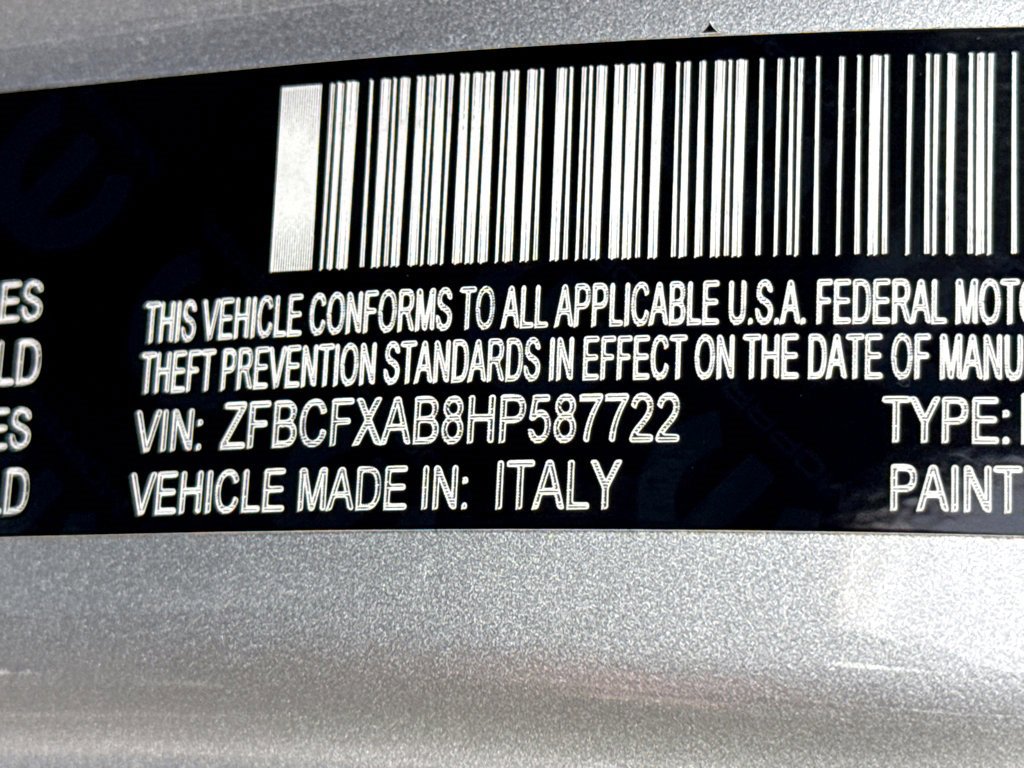 ES
LD
ES
LD
THIS VEHICLE CONFORMS TO ALL APPLICABLE U.S.A. FEDERAL MOTO
THEFT PREVENTION STANDARDS IN EFFECT ON THE DATE OF MANU
VIN: ZFBCFXAB8HP587722 TYPE:
VEHICLE MADE IN: ITALY PAINT